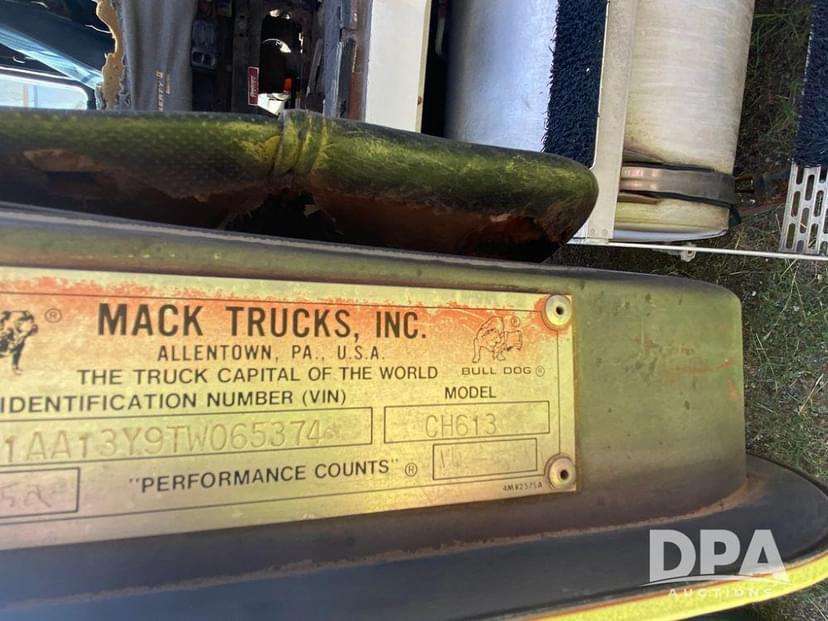 MACK TRUCKS, INC.
ALLENTOWN, PA., U.S.A.
THE TRUCK CAPITAL OF THE WORLD
BULL DOG ®
IDENTIFICATION NUMBER (VIN)
MODEL
1AA13Y9TW065374
CH613
"PERFORMANCE COUNTS" ®
DPA
AUCTIONS